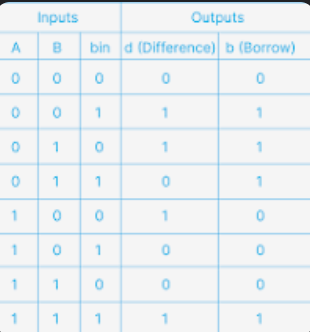 Inputs Outputs
A B bin d (Difference) b (Borrow)
0 0 0 0 0
0 0 1 1 1
0 1 0 1 1
0 1 1 0 1
1 0 0 1 0
1 0 1 0 0
1 1 0 0 0
1 1 1 1 1